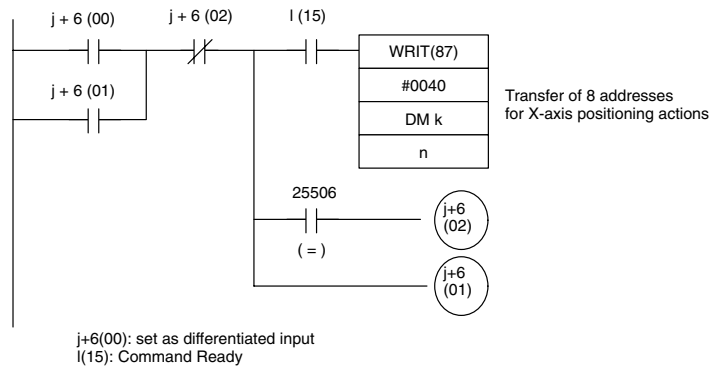 j + 6 (00)
j + 6 (02)
l (15)
WRIT(87)
#0040
DM k
n
j + 6 (01)
Transfer of 8 addresses
for X-axis positioning actions
25506
( = )
j+6
(02)
j+6
(01)
j+6(00): set as differentiated input
l(15): Command Ready